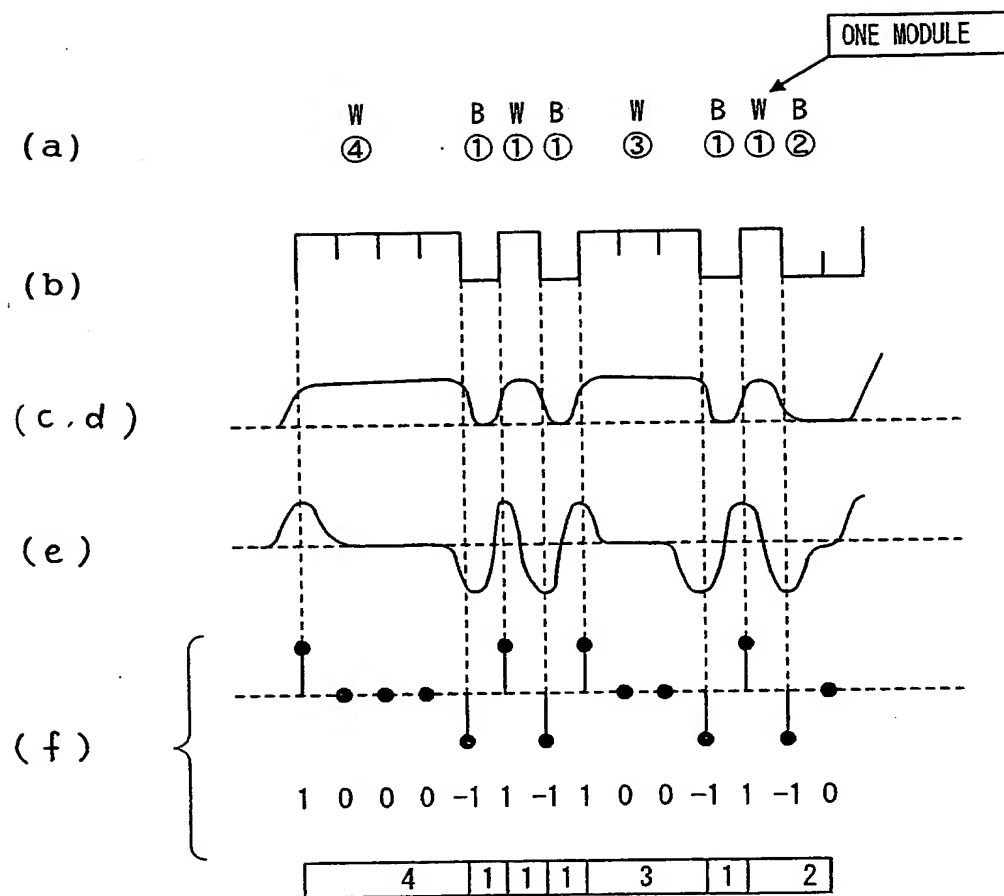 ONE MODULE
W B W B W B W B
(a) ④ ① ① ① ③ ① ① ②
(b)
(c, d)
(e)
(f)
1 0 0 0 -1 1 -1 1 0 0 -1 1 -1 0
4 1 1 1 3 1 2